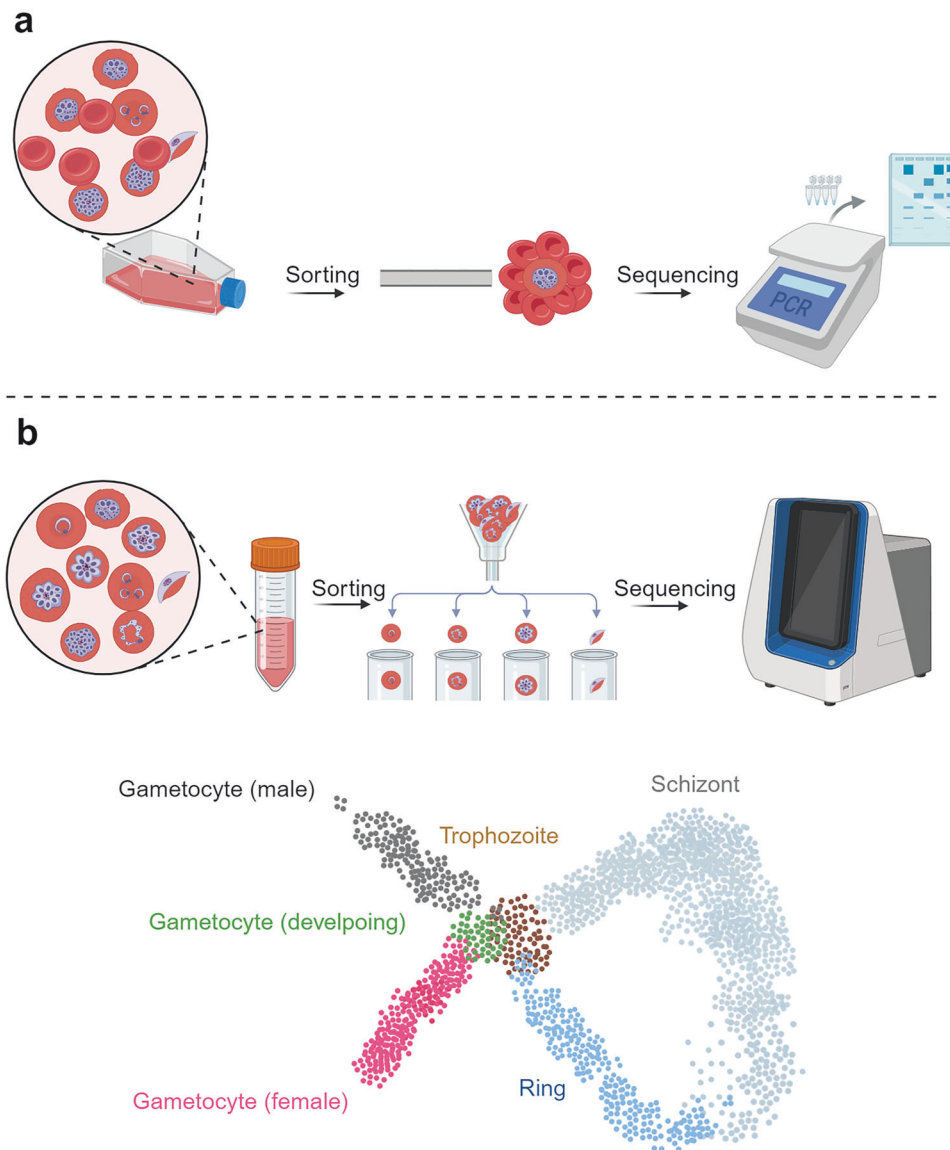 a
Sorting
Sequencing
PCR
b
Sorting
Sequencing
Gametocyte (male)
Schizont
Trophozoite
Gametocyte (develpoing)
Ring
Gametocyte (female)